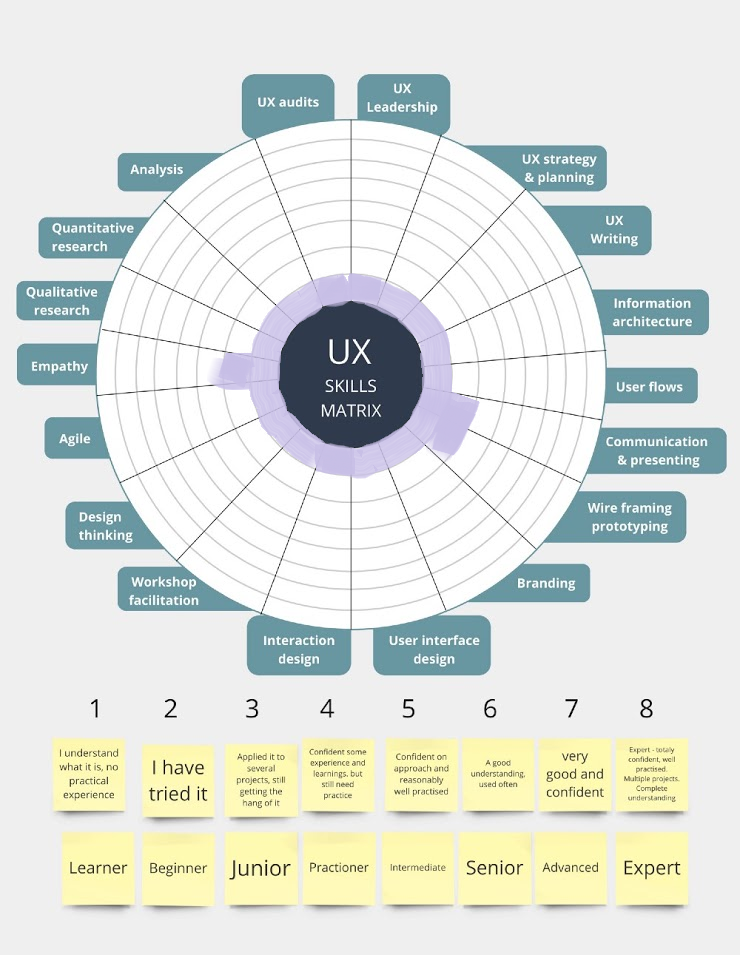 UX audits
UX
Leadership
Analysis
UX strategy
& planning
Quantitative
research
UX
Writing
Qualitative
research
Information
architecture
Empathy
User flows
Agile
Communication
& presenting
Design
thinking
Wire framing
prototyping
Workshop
facilitation
Branding
Interaction
design
User interface
design
UX
SKILLS
MATRIX
1 2 3 4 5 6 7 8
I understand
what it is, no
practical
experience
I have
tried it
Applied it to
several
projects, still
getting the
hang of it
Confident some
experience and
learnings, but
still need
practice
Confident on
approach and
reasonably
well practised
A good
understanding,
used often
very
good and
confident
Expert - totaly
confident, well
practised.
Multiple projects.
Complete
understanding
Learner
Beginner
Junior
Practioner
Intermediate
Senior
Advanced
Expert